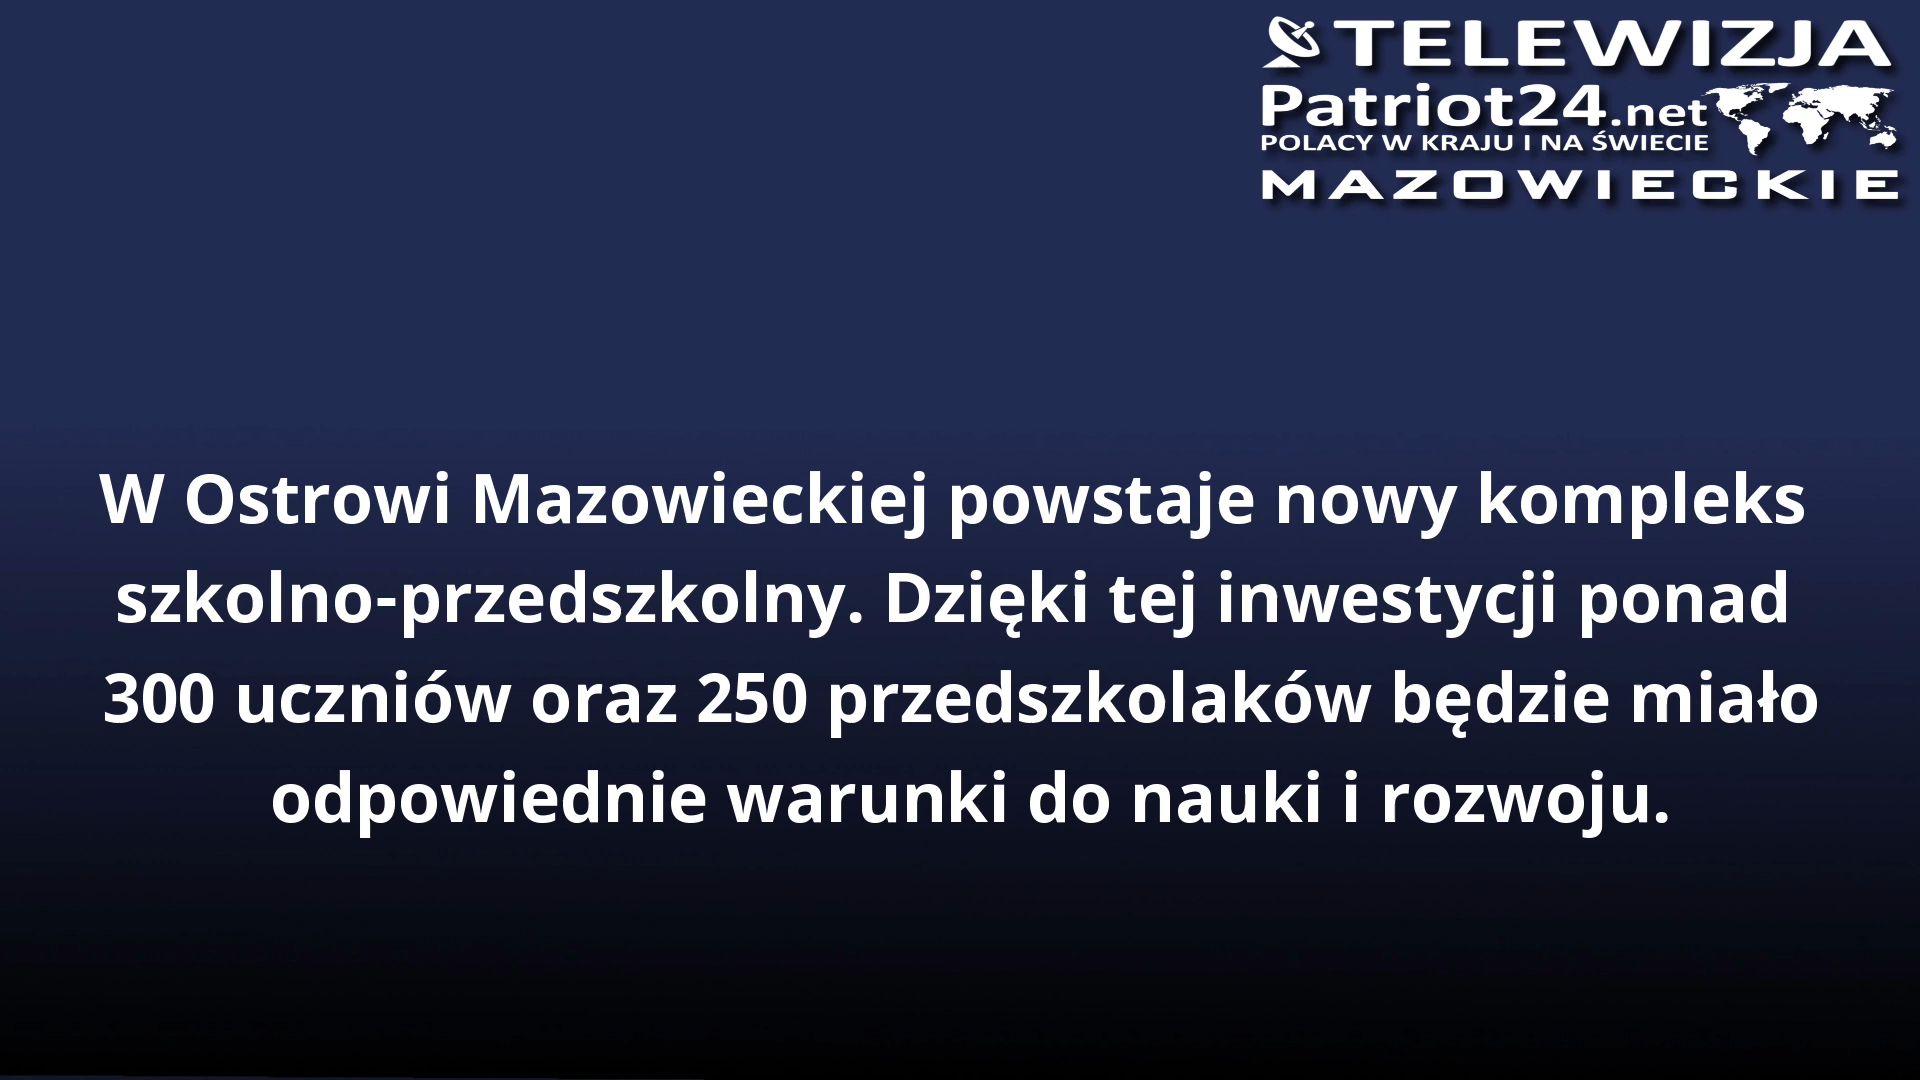 TELEWIZJA
Patriot24.net
POLACY W KRAJU I NA ŚWIECIE
MAZOWIECKIE
W Ostrowi Mazowieckiej powstaje nowy kompleks
szkolno-przedszkolny. Dzięki tej inwestycji ponad
300 uczniów oraz 250 przedszkolaków będzie miało
odpowiednie warunki do nauki i rozwoju.